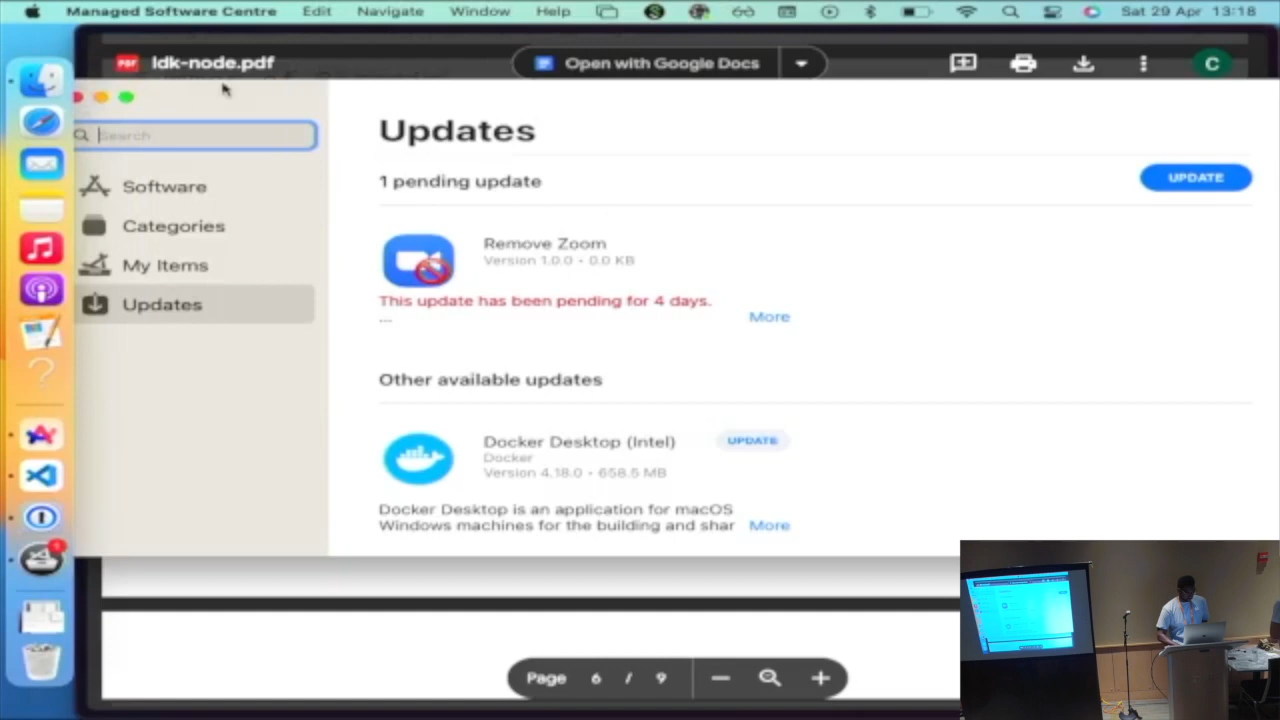 Managed Software Centre Edit Navigate Window Help Sat 29 Apr 13:18
PDF ldk-node.pdf Open with Google Docs C
Search
Software
Categories
My Items
Updates
Updates
1 pending update UPDATE
Remove Zoom
Version 1.0.0 • 0.0 KB
This update has been pending for 4 days.
.... More
Other available updates
Docker Desktop (Intel) UPDATE
Docker
Version 4.18.0 • 658.5 MB
Docker Desktop is an application for macOS
Windows machines for the building and shar More
Page 6 / 9